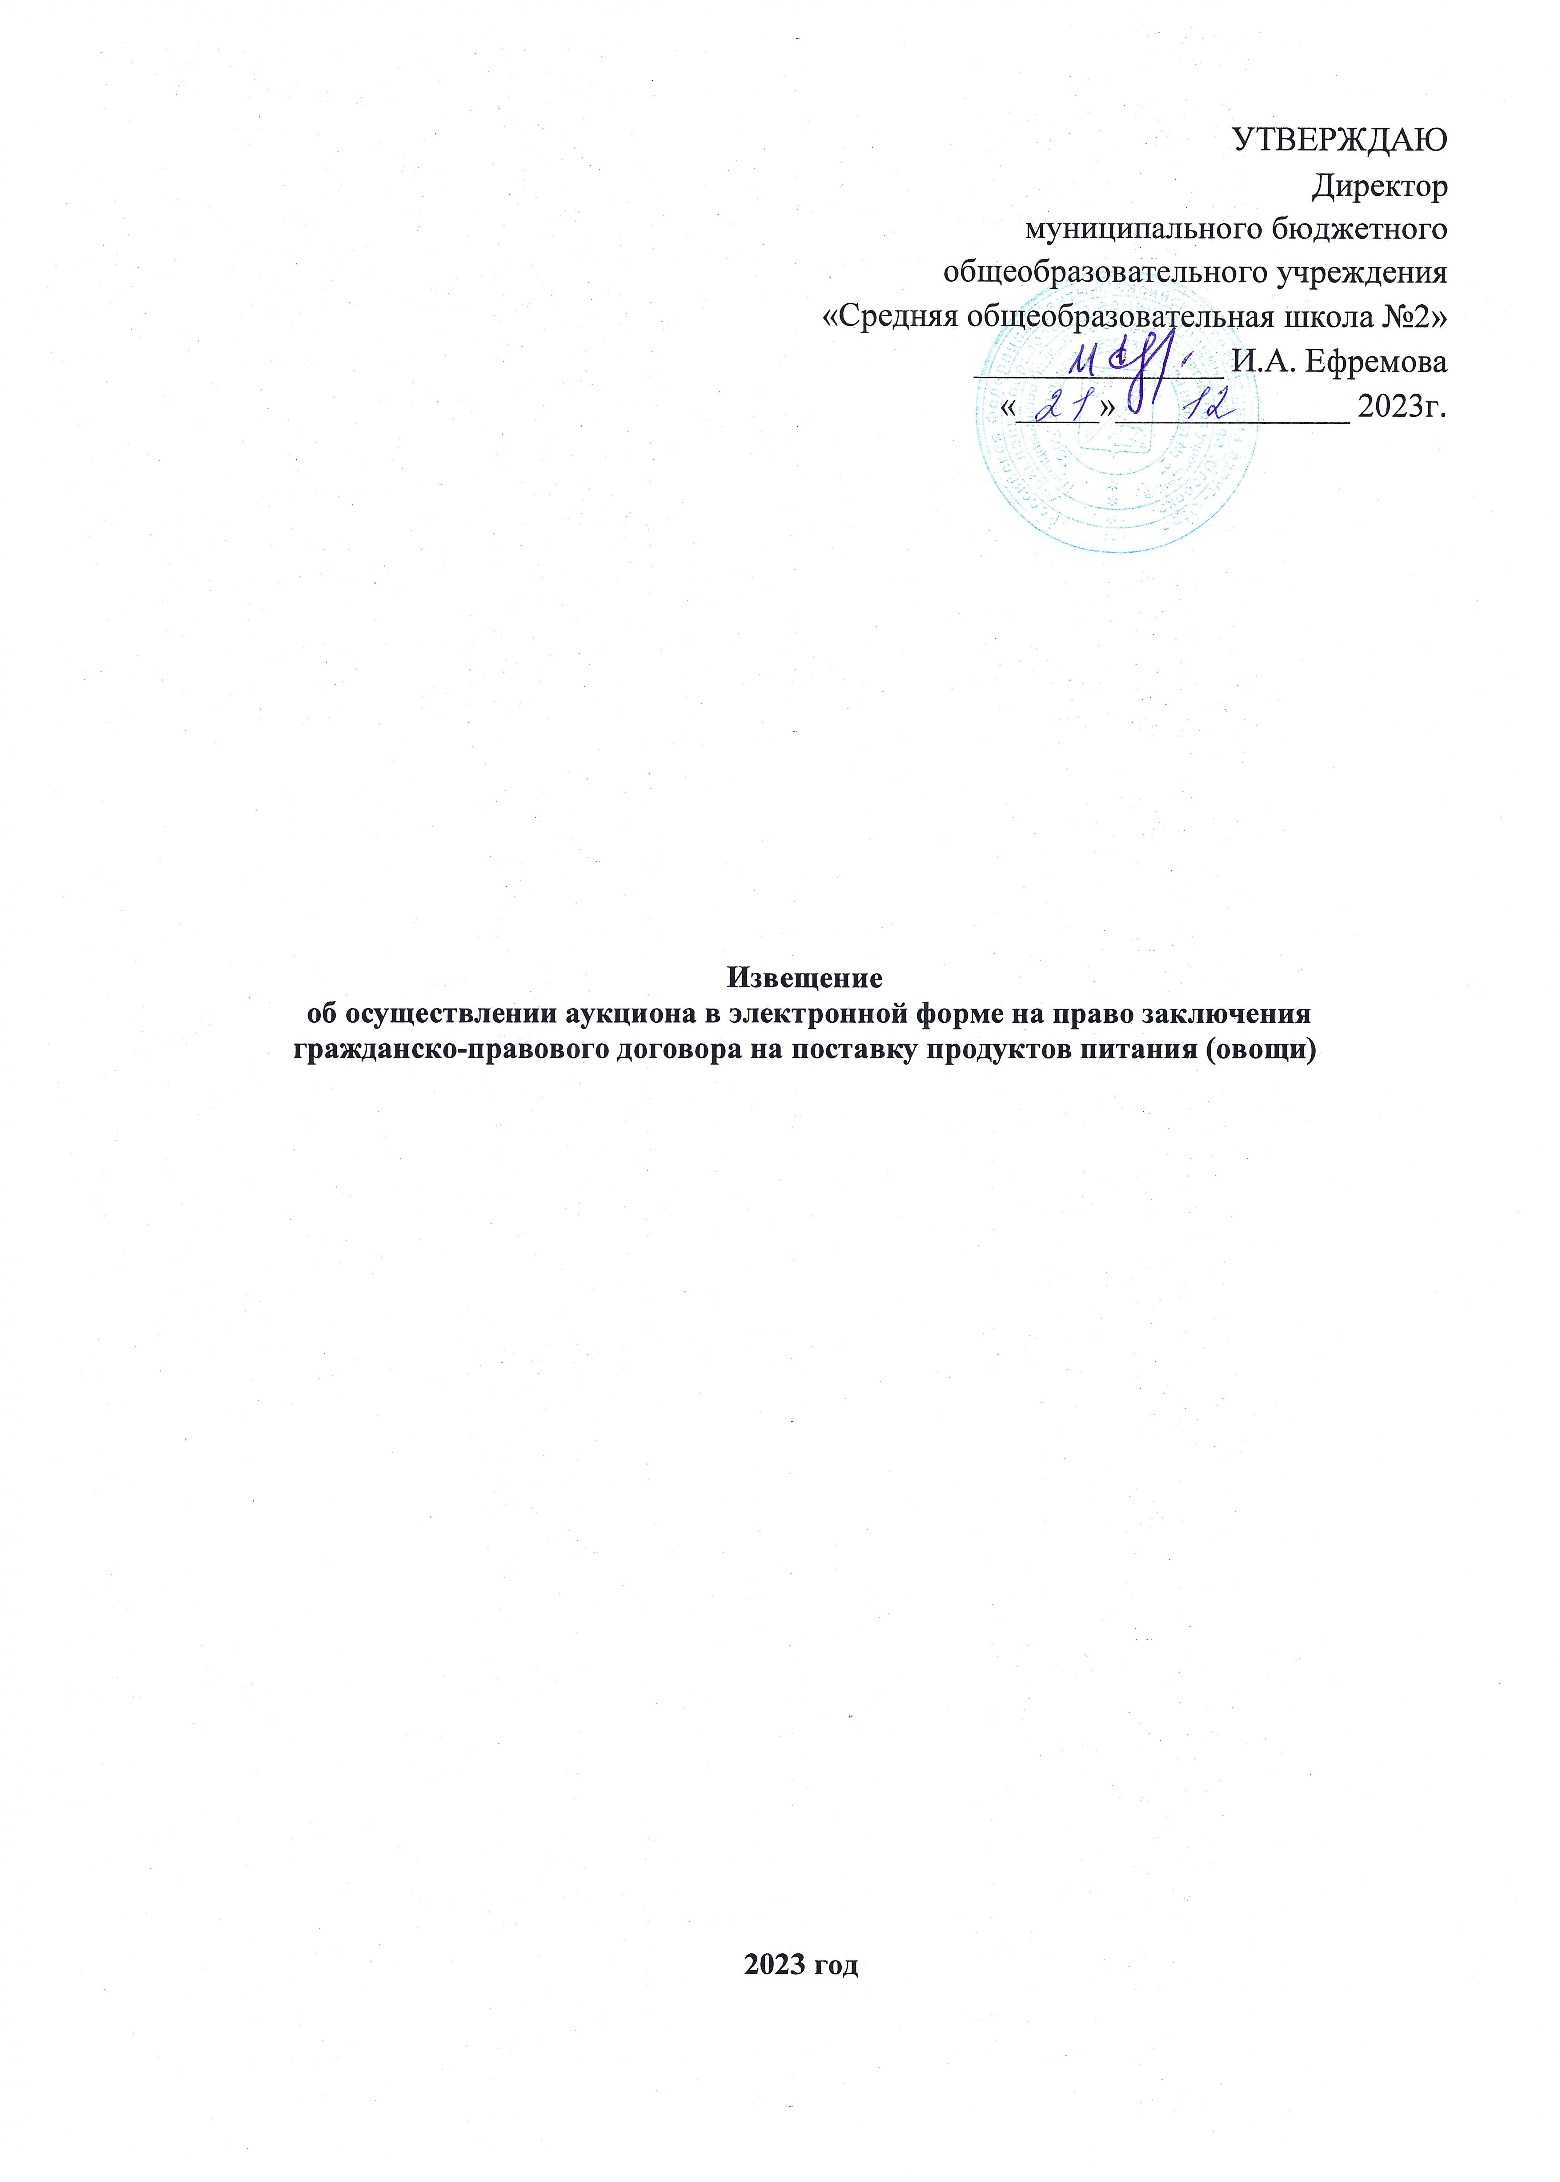 УТВЕРЖДАЮ
Директор
муниципального бюджетного
общеобразовательного учреждения
«Средняя общеобразовательная школа №2»
И.А. Ефремова
«21» 12 2023г.
Извещение
об осуществлении аукциона в электронной форме на право заключения
гражданско-правового договора на поставку продуктов питания (овощи)
2023 год